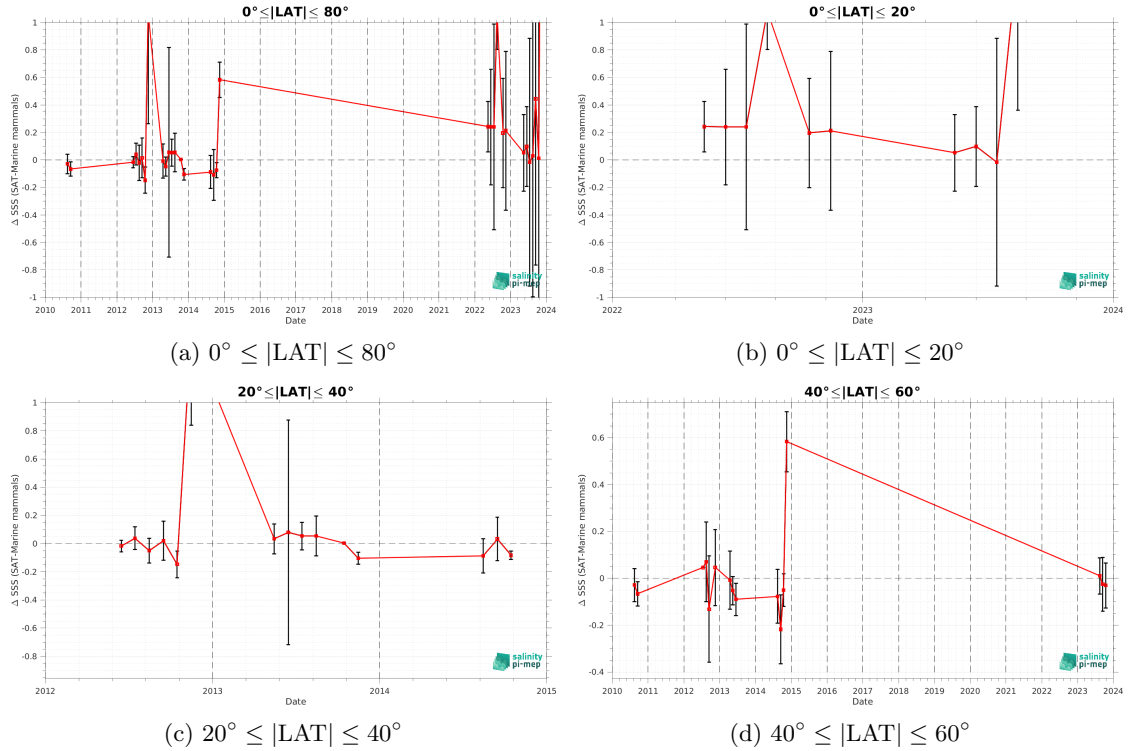 0°≤|LAT|≤ 80°
1
0.8
0.6
0.4
0.2
0
-0.2
-0.4
-0.6
-0.8
-1
Δ SSS (SAT-Marine mammals)
2010 2011 2012 2013 2014 2015 2016 2017 2018 2019 2020 2021 2022 2023 2024
Date
salinity
pi-mep
(a) 0° ≤ |LAT| ≤ 80°
0°≤|LAT|≤ 20°
1
0.8
0.6
0.4
0.2
0
-0.2
-0.4
-0.6
-0.8
-1
Δ SSS (SAT-Marine mammals)
2022 2023 2024
Date
salinity
pi-mep
(b) 0° ≤ |LAT| ≤ 20°
20°≤|LAT|≤ 40°
1
0.8
0.6
0.4
0.2
0
-0.2
-0.4
-0.6
-0.8
Δ SSS (SAT-Marine mammals)
2012 2013 2014 2015
Date
salinity
pi-mep
(c) 20° ≤ |LAT| ≤ 40°
40°≤|LAT|≤ 60°
0.6
0.4
0.2
0
-0.2
-0.4
Δ SSS (SAT-Marine mammals)
2010 2011 2012 2013 2014 2015 2016 2017 2018 2019 2020 2021 2022 2023 2024
Date
salinity
pi-mep
(d) 40° ≤ |LAT| ≤ 60°